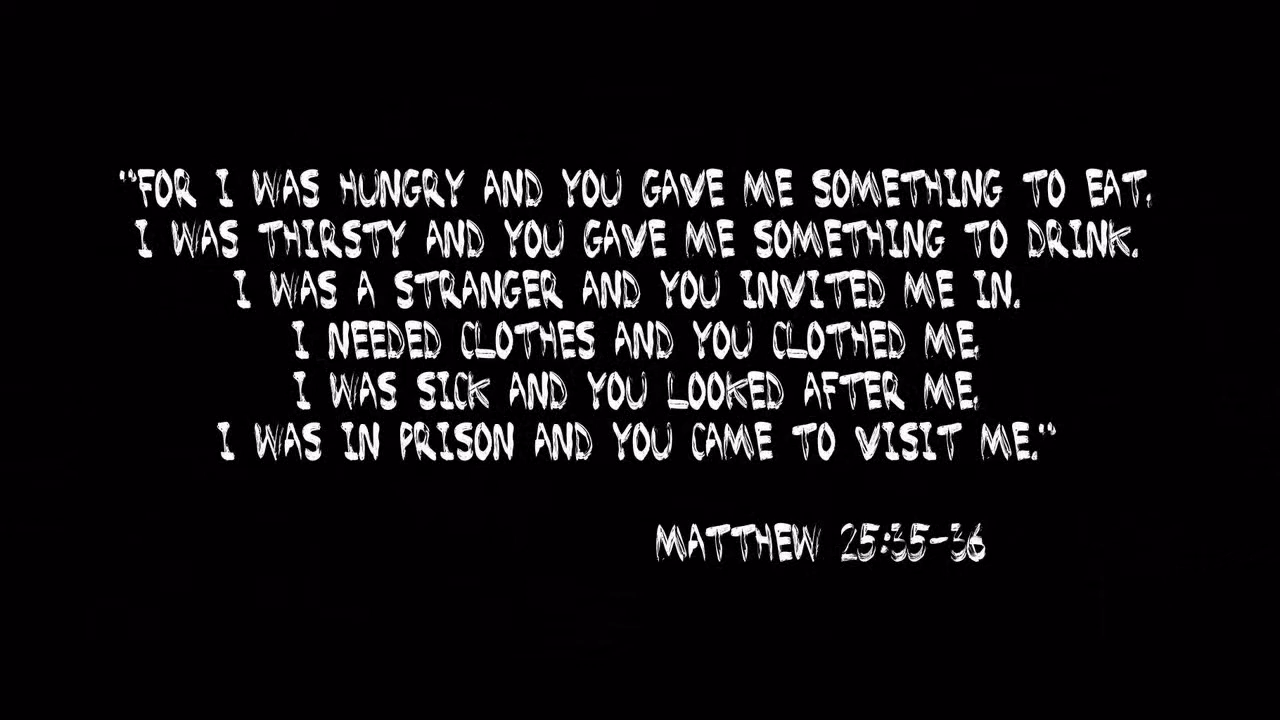 "FOR I WAS HUNGRY AND YOU GAVE ME SOMETHING TO EAT.
I WAS THIRSTY AND YOU GAVE ME SOMETHING TO DRINK.
I WAS A STRANGER AND YOU INVITED ME IN.
I NEEDED CLOTHES AND YOU CLOTHED ME.
I WAS SICK AND YOU LOOKED AFTER ME.
I WAS IN PRISON AND YOU CAME TO VISIT ME."
MATTHEW 25:35-36